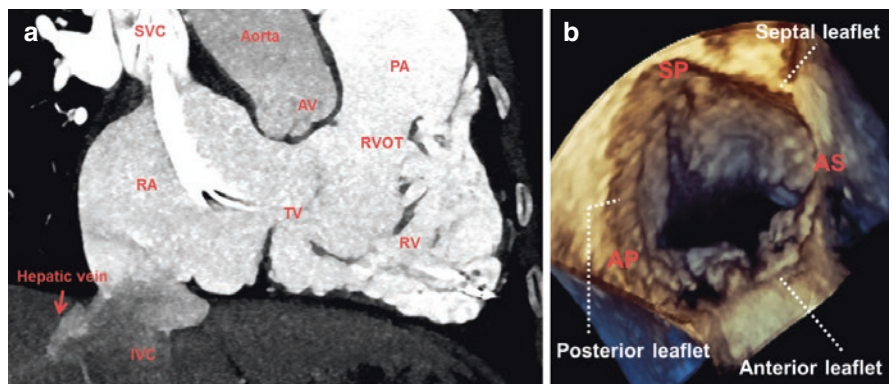 a
SVC
Aorta
PA
AV
RVOT
RA
TV
RV
Hepatic vein
IVC
b
Septal leaflet
SP
AS
AP
Posterior leaflet
Anterior leaflet